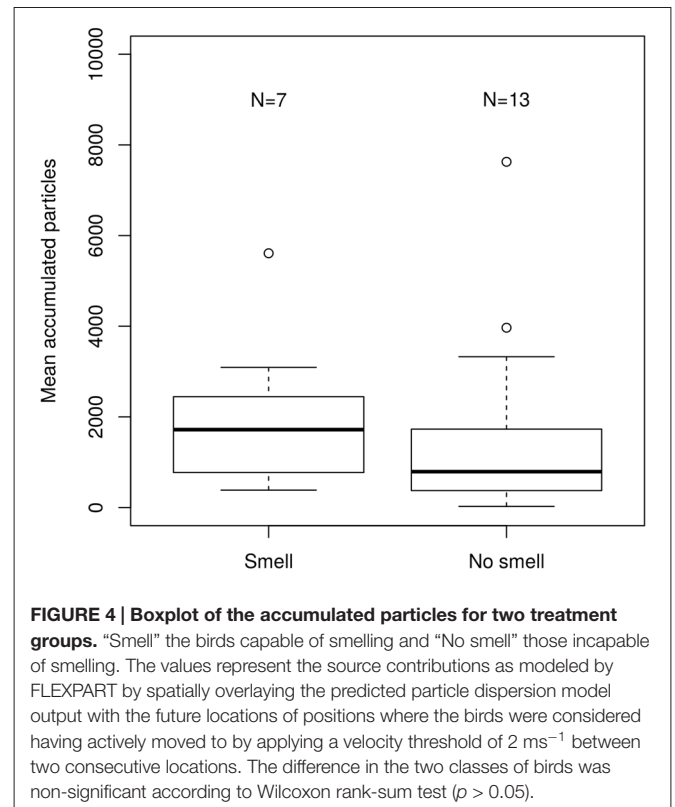 10000
8000
6000
4000
2000
0
Mean accumulated particles
N=7
N=13
Smell
No smell
FIGURE 4 | Boxplot of the accumulated particles for two treatment
groups. “Smell” the birds capable of smelling and “No smell” those incapable
of smelling. The values represent the source contributions as modeled by
FLEXPART by spatially overlaying the predicted particle dispersion model
output with the future locations of positions where the birds were considered
having actively moved to by applying a velocity threshold of 2 ms⁻¹ between
two consecutive locations. The difference in the two classes of birds was
non-significant according to Wilcoxon rank-sum test (p > 0.05).